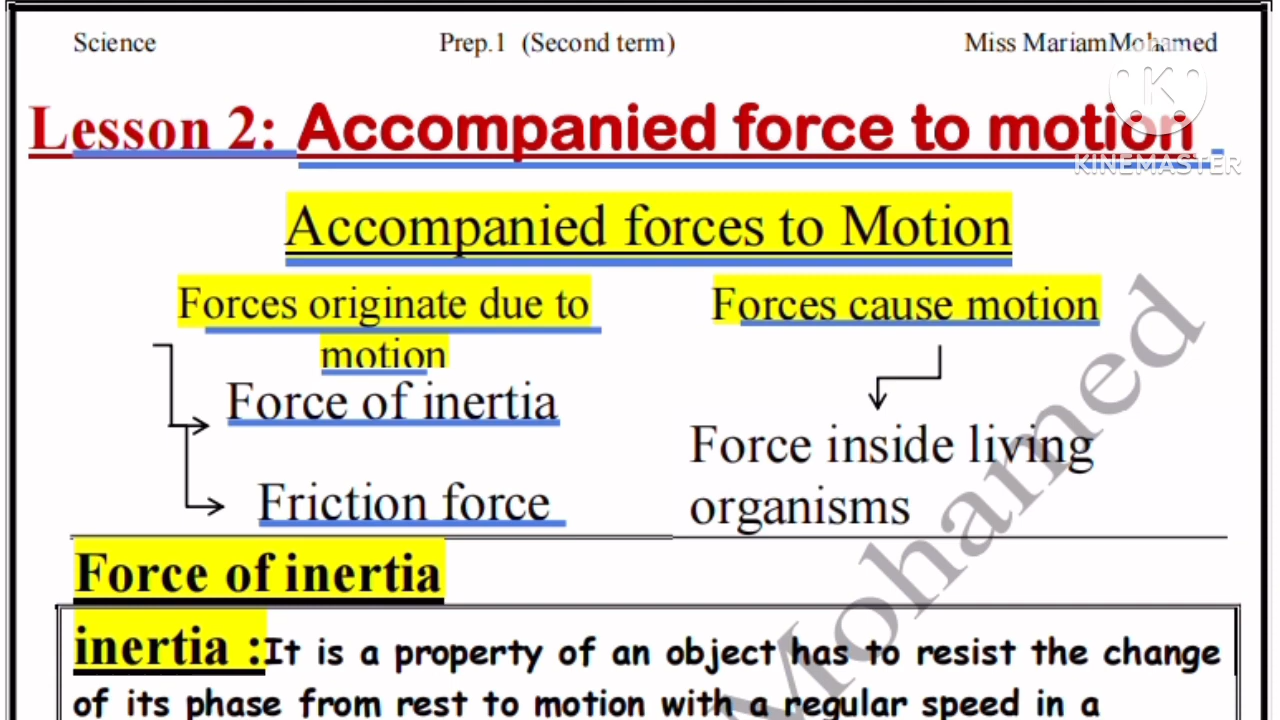 Science Prep.1 (Second term) Miss MariamMohamed
Lesson 2: Accompanied force to motion
KINEMASTER
Accompanied forces to Motion
Forces originate due to
motion
Forces cause motion
Force of inertia
Friction force
Force inside living
organisms
Force of inertia
inertia :It is a property of an object has to resist the change
of its phase from rest to motion with a regular speed in a
Mohamed